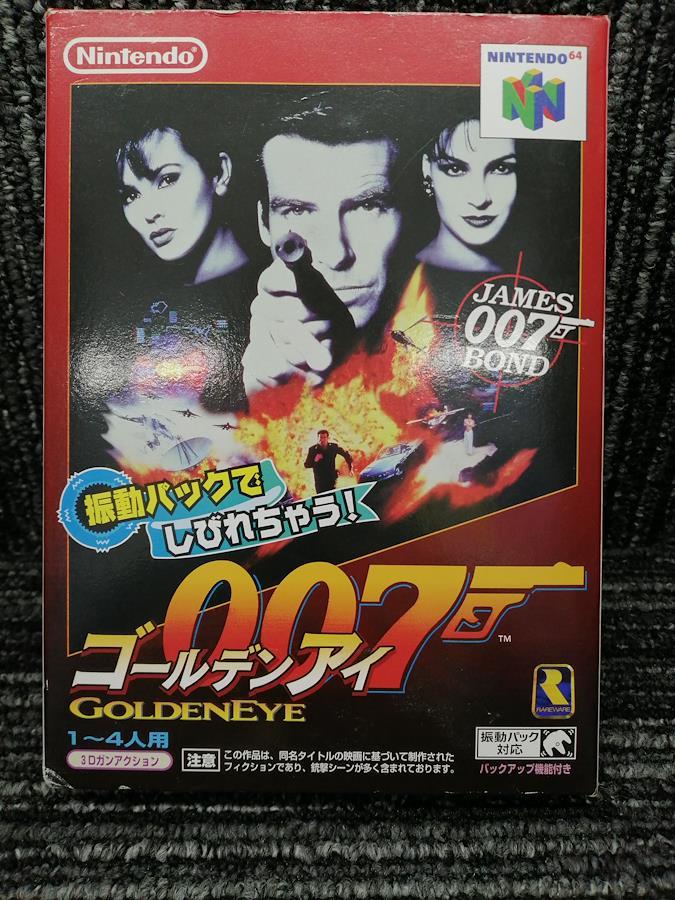 Nintendo®
NINTENDO64
JAMES
007
BOND
振動パックで
しびれちゃう!
007
TM
ゴールデンアイ
GOLDENEYE
RAREWARE
1〜4人用
3Dガンアクション
注意
この作品は、同名タイトルの映画に基づいて制作された
フィクションであり、銃撃シーンが多く含まれております。
振動パック
対応
バックアップ機能付き